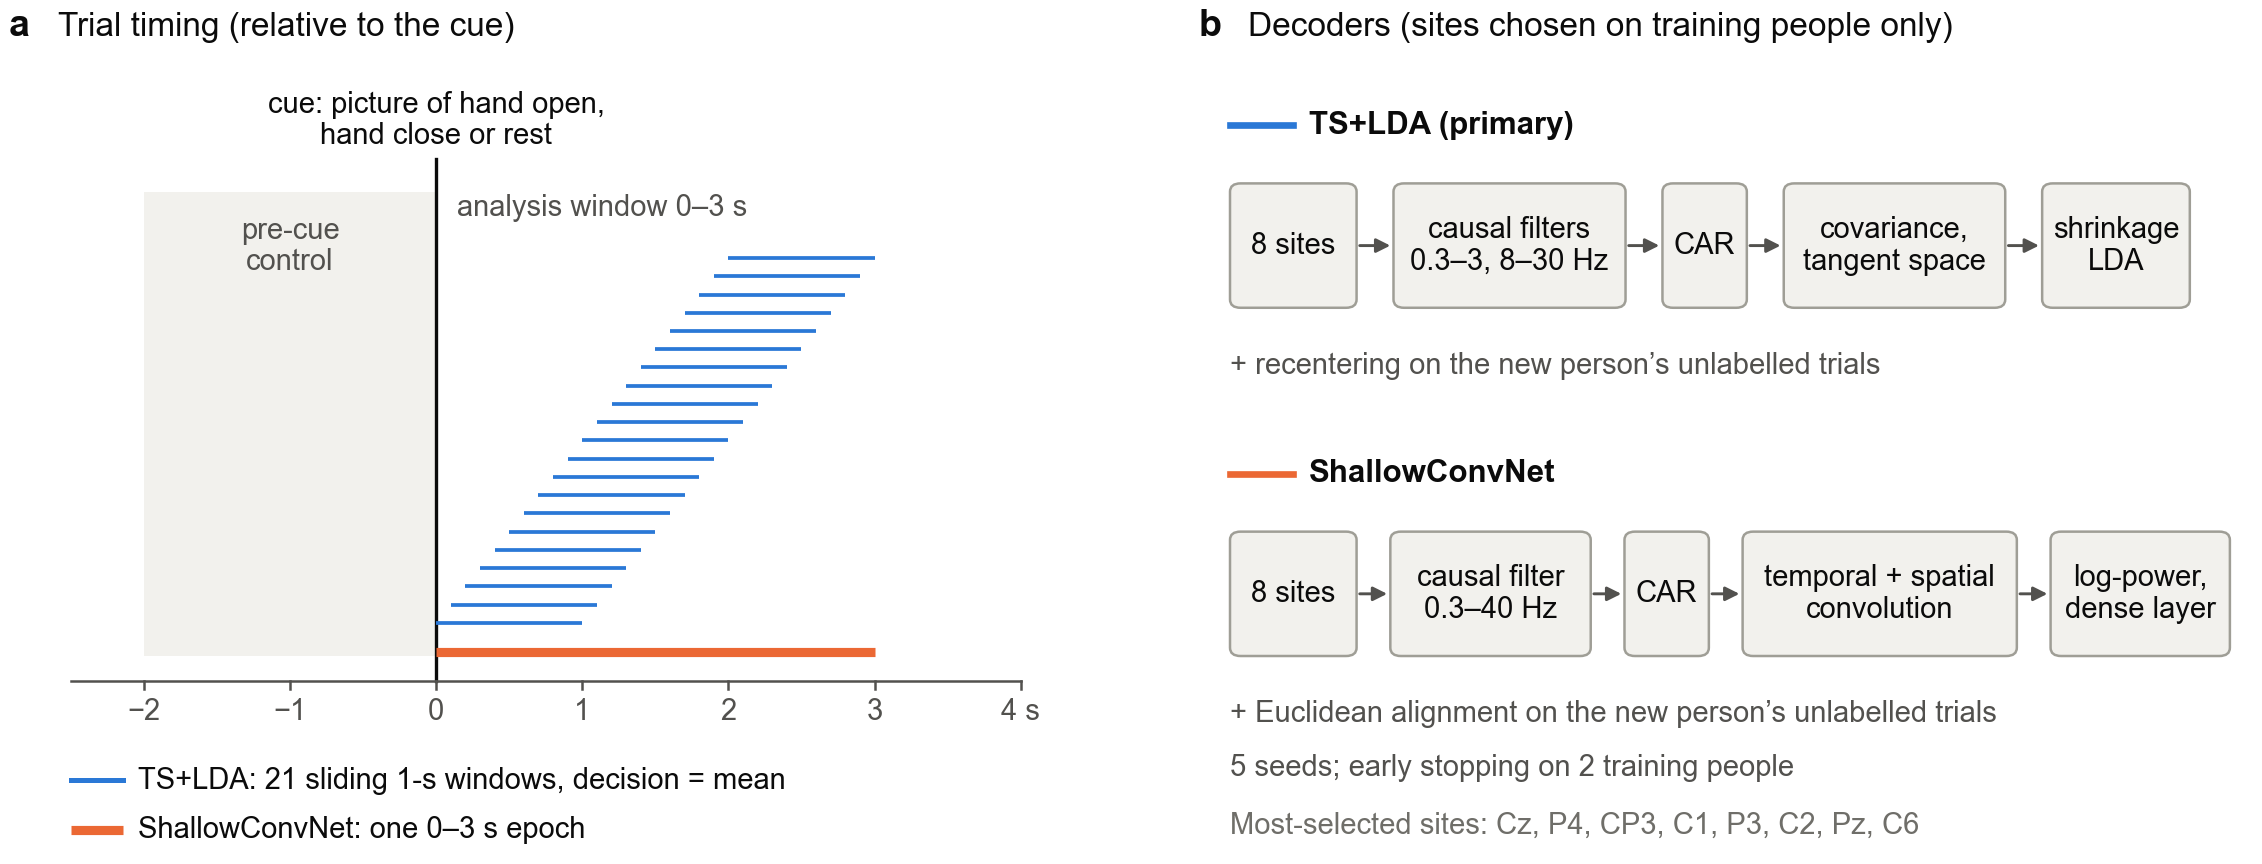 a Trial timing (relative to the cue)
cue: picture of hand open,
hand close or rest
analysis window 0–3 s
pre-cue
control
−2 −1 0 1 2 3 4 s
TS+LDA: 21 sliding 1-s windows, decision = mean
ShallowConvNet: one 0–3 s epoch
b Decoders (sites chosen on training people only)
TS+LDA (primary)
8 sites
causal filters
0.3–3, 8–30 Hz
CAR
covariance,
tangent space
shrinkage
LDA
+ recentering on the new person’s unlabelled trials
ShallowConvNet
8 sites
causal filter
0.3–40 Hz
CAR
temporal + spatial
convolution
log-power,
dense layer
+ Euclidean alignment on the new person’s unlabelled trials
5 seeds; early stopping on 2 training people
Most-selected sites: Cz, P4, CP3, C1, P3, C2, Pz, C6